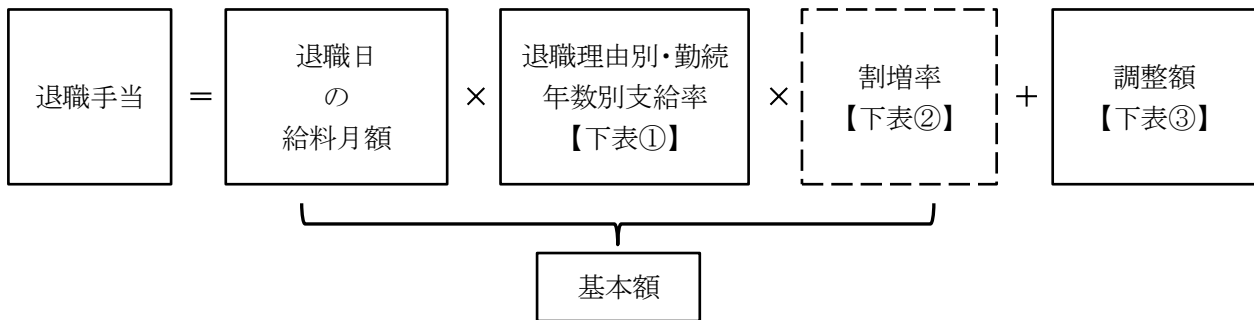 退職手当
＝
退職日
の
給料月額
×
退職理由別・勤続
年数別支給率
【下表①】
×
割増率
【下表②】
＋
調整額
【下表③】
基本額